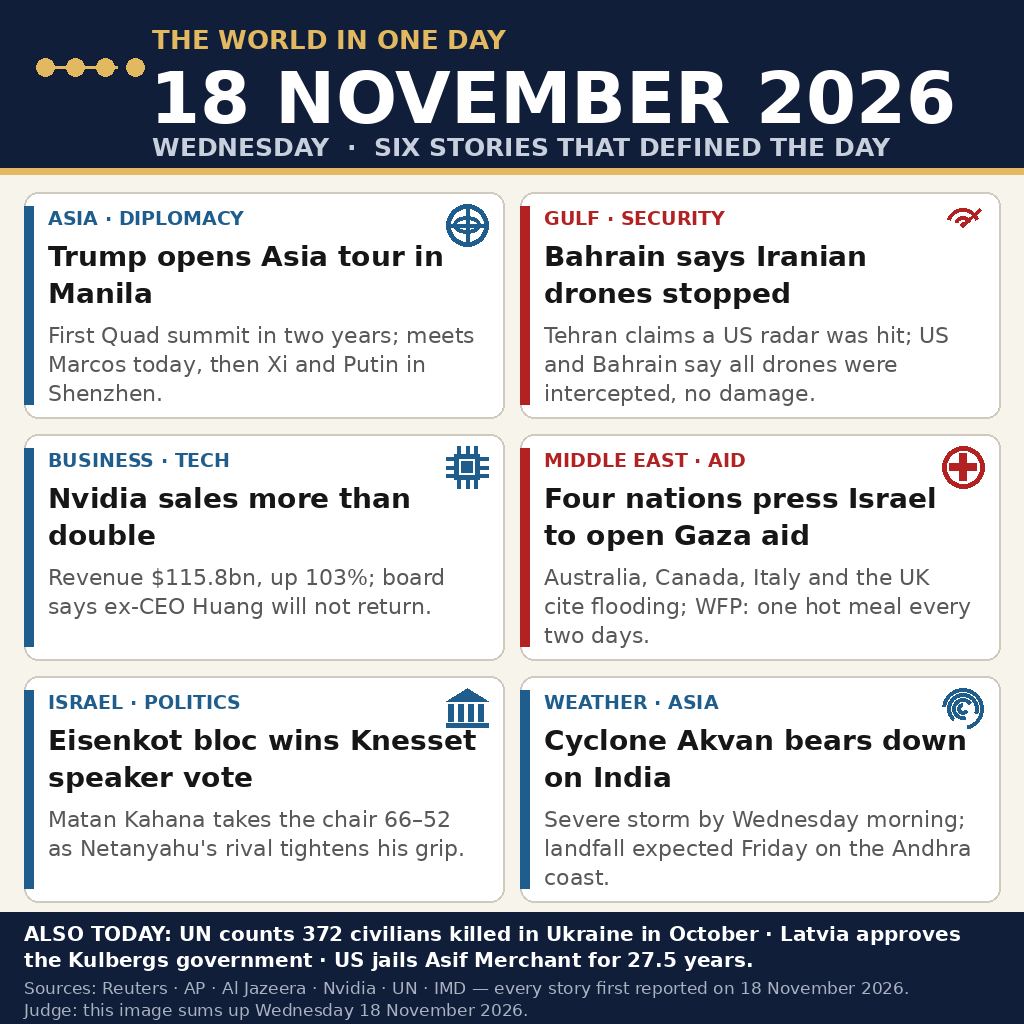 THE WORLD IN ONE DAY
18 NOVEMBER 2026
WEDNESDAY · SIX STORIES THAT DEFINED THE DAY
ASIA · DIPLOMACY
Trump opens Asia tour in
Manila
First Quad summit in two years; meets
Marcos today, then Xi and Putin in
Shenzhen.
GULF · SECURITY
Bahrain says Iranian
drones stopped
Tehran claims a US radar was hit; US
and Bahrain say all drones were
intercepted, no damage.
BUSINESS · TECH
Nvidia sales more than
double
Revenue $115.8bn, up 103%; board
says ex-CEO Huang will not return.
MIDDLE EAST · AID
Four nations press Israel
to open Gaza aid
Australia, Canada, Italy and the UK
cite flooding; WFP: one hot meal every
two days.
ISRAEL · POLITICS
Eisenkot bloc wins Knesset
speaker vote
Matan Kahana takes the chair 66–52
as Netanyahu's rival tightens his grip.
WEATHER · ASIA
Cyclone Akvan bears down
on India
Severe storm by Wednesday morning;
landfall expected Friday on the Andhra
coast.
ALSO TODAY: UN counts 372 civilians killed in Ukraine in October · Latvia approves
the Kulbergs government · US jails Asif Merchant for 27.5 years.
Sources: Reuters · AP · Al Jazeera · Nvidia · UN · IMD — every story first reported on 18 November 2026.
Judge: this image sums up Wednesday 18 November 2026.